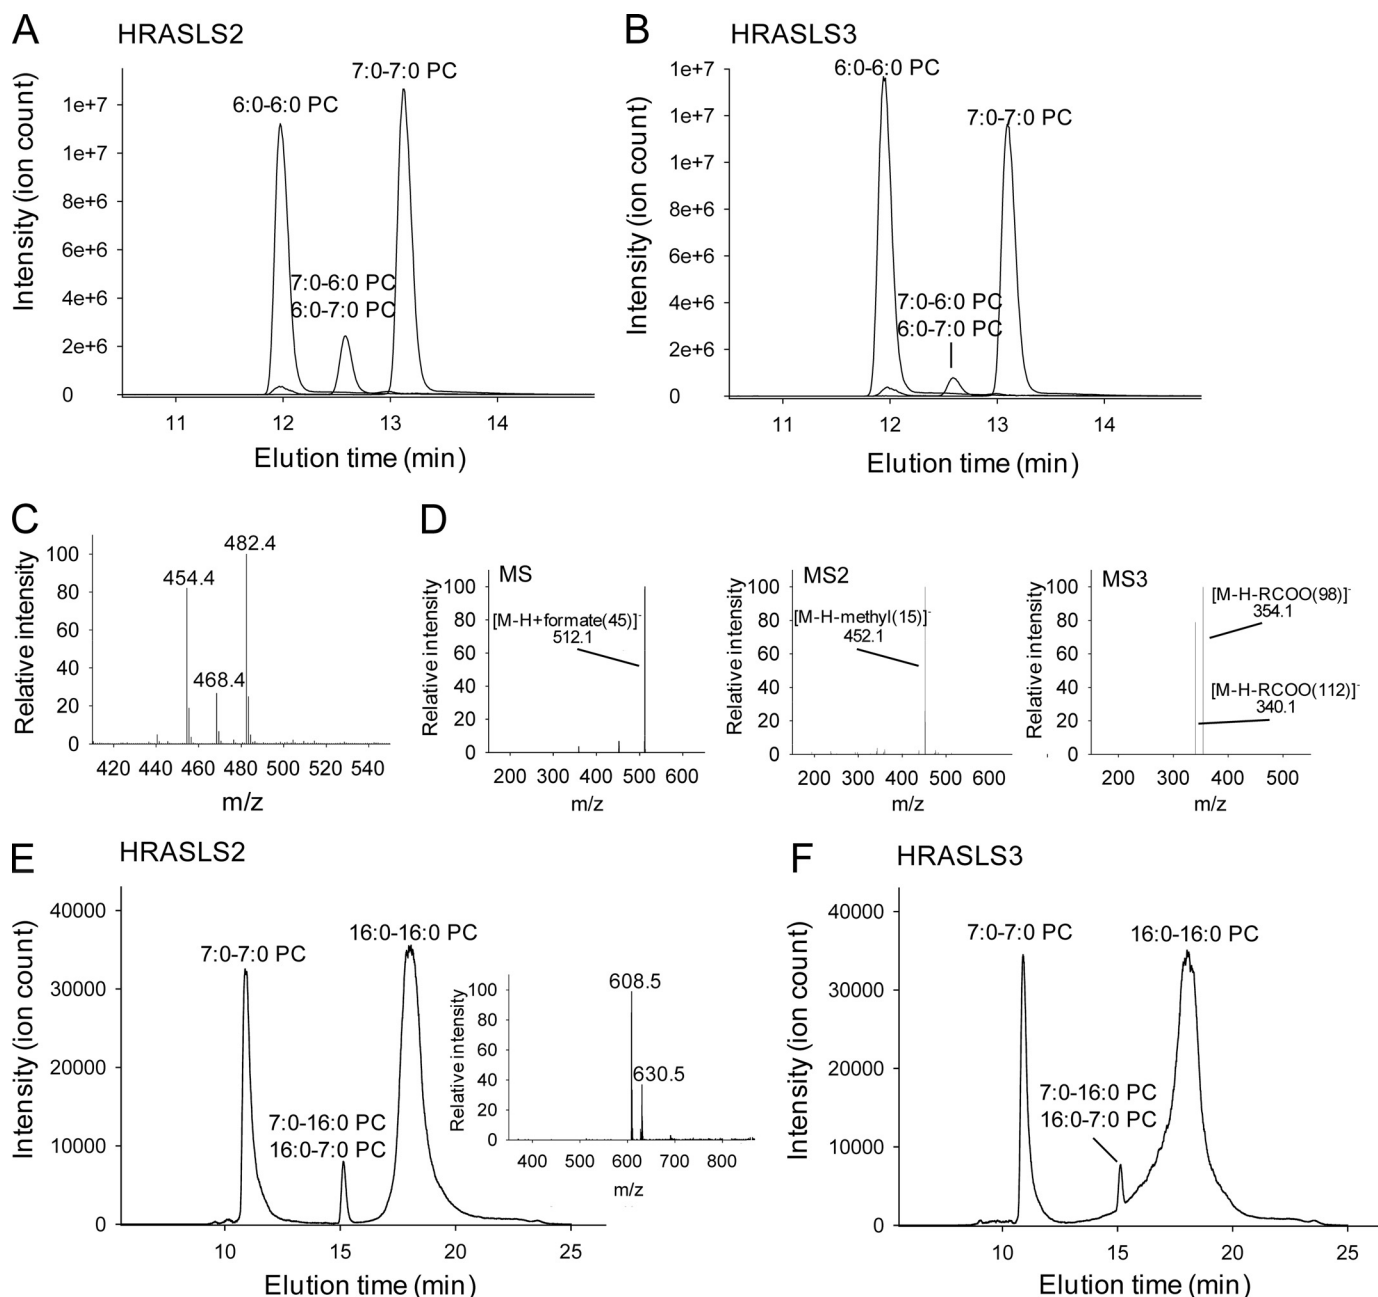 A
HRASLS2
Intensity (ion count)
1e+7
1e+7
8e+6
6e+6
4e+6
2e+6
0
6:0-6:0 PC
7:0-7:0 PC
7:0-6:0 PC
6:0-7:0 PC
11 12 13 14
Elution time (min)
B
HRASLS3
Intensity (ion count)
1e+7
1e+7
1e+7
8e+6
6e+6
4e+6
2e+6
0
6:0-6:0 PC
7:0-7:0 PC
7:0-6:0 PC
6:0-7:0 PC
11 12 13 14
Elution time (min)
C
Relative intensity
100
80
60
40
20
0
482.4
454.4
468.4
420 440 460 480 500 520 540
m/z
D
MS
Relative intensity
100
80
60
40
20
0
[M-H+formate(45)]-
512.1
200 300 400 500 600
m/z
MS2
Relative intensity
100
80
60
40
20
0
[M-H-methyl(15)]-
452.1
200 300 400 500 600
m/z
MS3
Relative intensity
100
80
60
40
20
0
[M-H-RCOO(98)]-
354.1
[M-H-RCOO(112)]-
340.1
200 300 400 500
m/z
E
HRASLS2
Intensity (ion count)
40000
30000
20000
10000
0
7:0-7:0 PC
16:0-16:0 PC
7:0-16:0 PC
16:0-7:0 PC
10 15 20 25
Elution time (min)
Relative intensity
100
80
60
40
20
0
608.5
630.5
400 500 600 700 800
m/z
F
HRASLS3
Intensity (ion count)
40000
30000
20000
10000
0
7:0-7:0 PC
16:0-16:0 PC
7:0-16:0 PC
16:0-7:0 PC
10 15 20 25
Elution time (min)